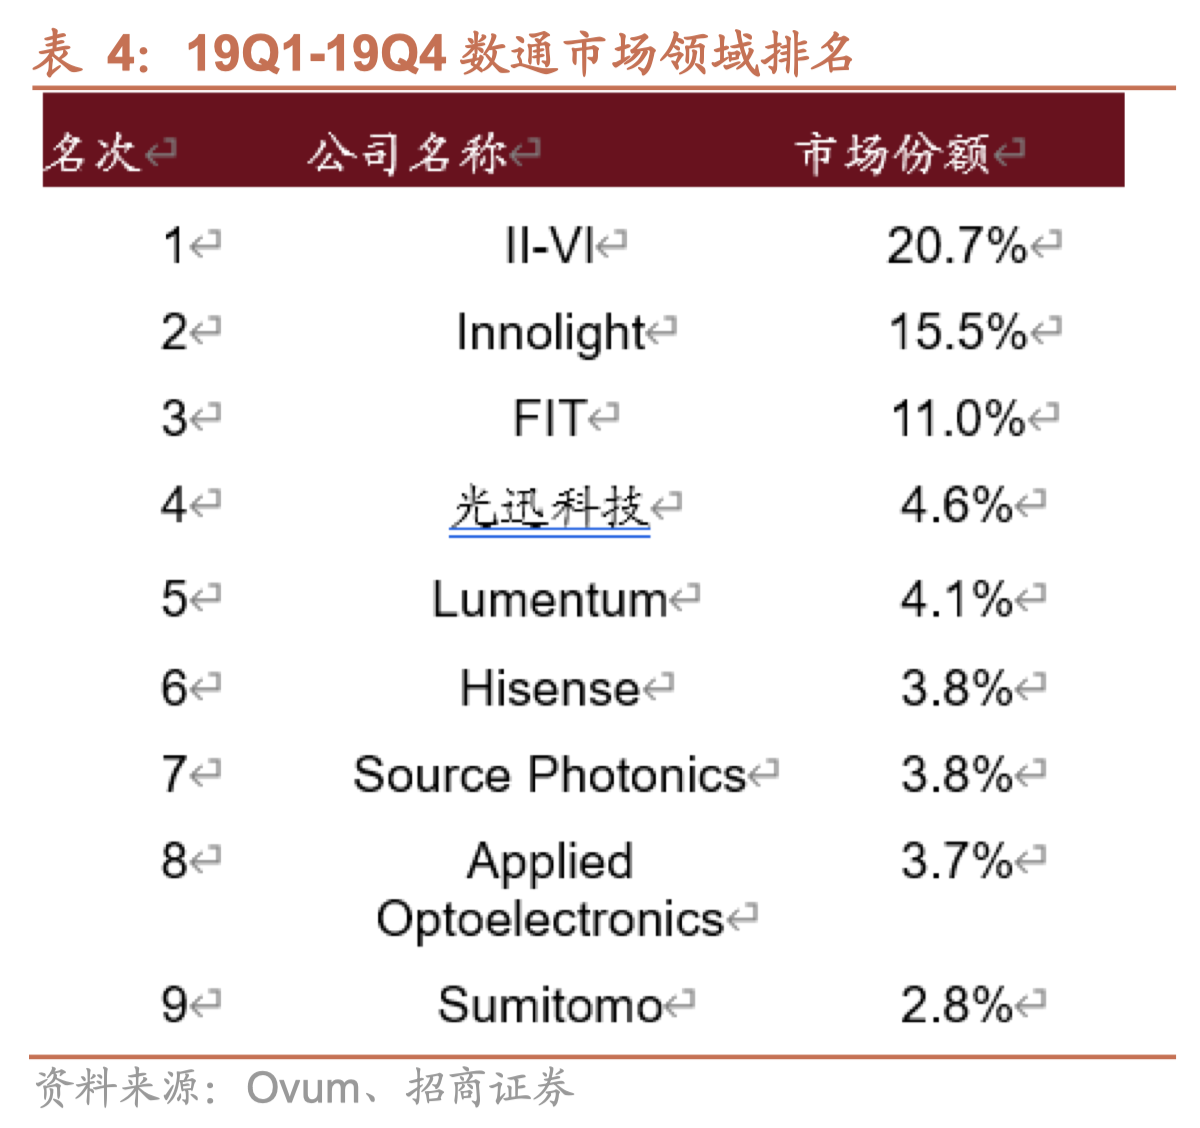 表 4： 19Q1-19Q4 数通市场领域排名
名次↵ 公司名称↵ 市场份额↵
1↵ II-VI↵ 20.7%↵
2↵ Innolight↵ 15.5%↵
3↵ FIT↵ 11.0%↵
4↵ 光迅科技↵ 4.6%↵
5↵ Lumentum↵ 4.1%↵
6↵ Hisense↵ 3.8%↵
7↵ Source Photonics↵ 3.8%↵
8↵ Applied 3.7%↵
Optoelectronics↵
9↵ Sumitomo↵ 2.8%↵
资料来源：Ovum、招商证券